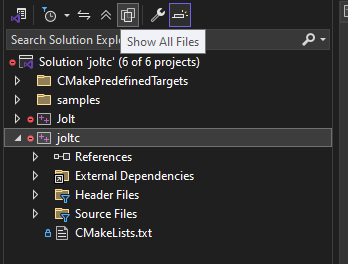 Search Solution Explo
Show All Files
Solution 'joltc' (6 of 6 projects)
CMakePredefinedTargets
samples
Jolt
joltc
References
External Dependencies
Header Files
Source Files
CMakeLists.txt